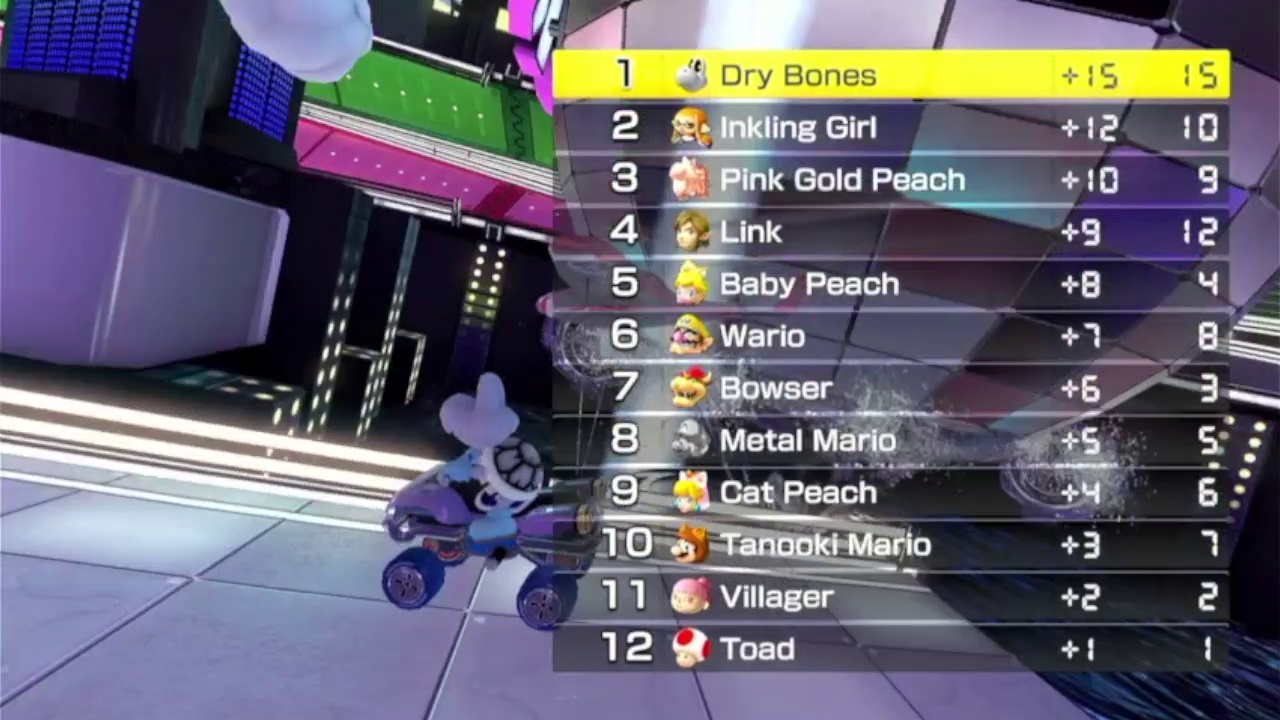 1 Dry Bones +15 15
2 Inkling Girl +12 10
3 Pink Gold Peach +10 9
4 Link +9 12
5 Baby Peach +8 4
6 Wario +7 8
7 Bowser +6 3
8 Metal Mario +5 5
9 Cat Peach +4 6
10 Tanooki Mario +3 7
11 Villager +2 2
12 Toad +1 1